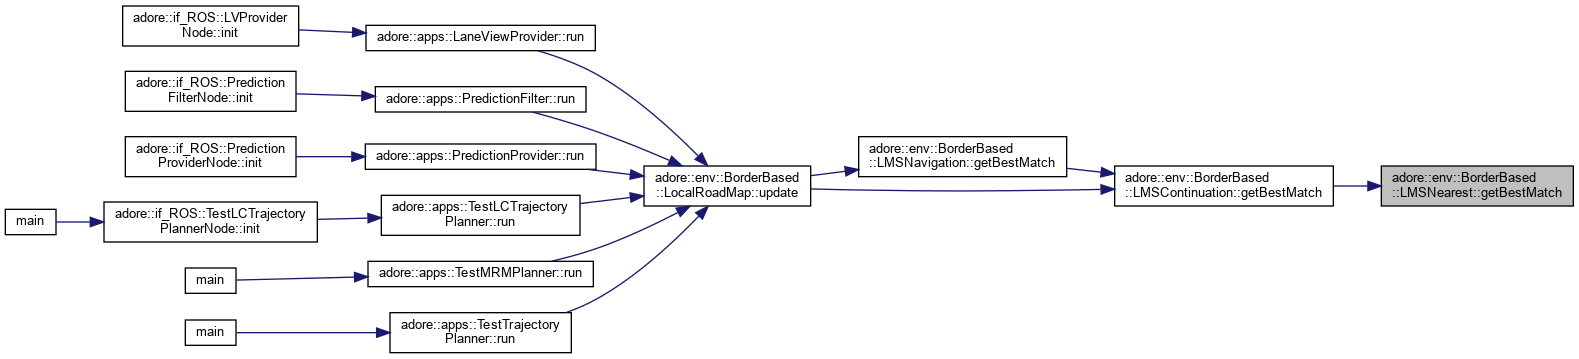 adore::if_ROS::LVProvider
Node::init
adore::apps::LaneViewProvider::run
adore::if_ROS::Prediction
FilterNode::init
adore::apps::PredictionFilter::run
adore::if_ROS::Prediction
ProviderNode::init
adore::apps::PredictionProvider::run
adore::env::BorderBased
::LMSNavigation::getBestMatch
adore::env::BorderBased
::LocalRoadMap::update
adore::env::BorderBased
::LMSContinuation::getBestMatch
adore::env::BorderBased
::LMSNearest::getBestMatch
main
adore::if_ROS::TestLCTrajectory
PlannerNode::init
adore::apps::TestLCTrajectory
Planner::run
main
adore::apps::TestMRMPlanner::run
main
adore::apps::TestTrajectory
Planner::run